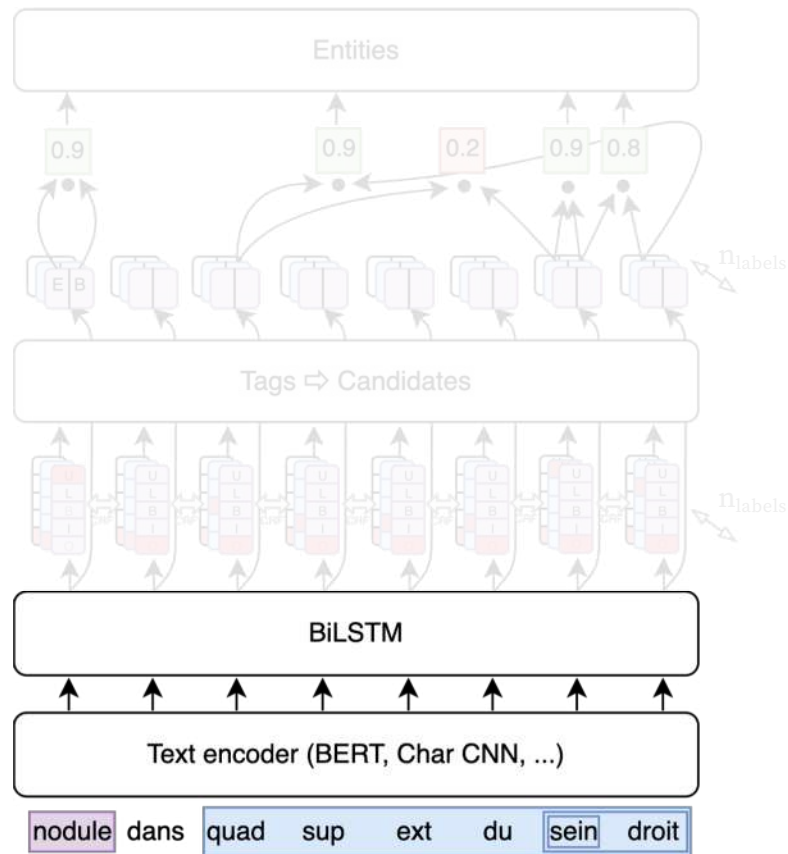 Entities
0.9 0.9 0.2 0.9 0.8
E B
n_labels
Tags ⇨ Candidates
U U U U U U U U
L L L L L L L
B B B B B B B
I I I I I I I
n_labels
BiLSTM
Text encoder (BERT, Char CNN, ...)
nodule dans quad sup ext du sein droit